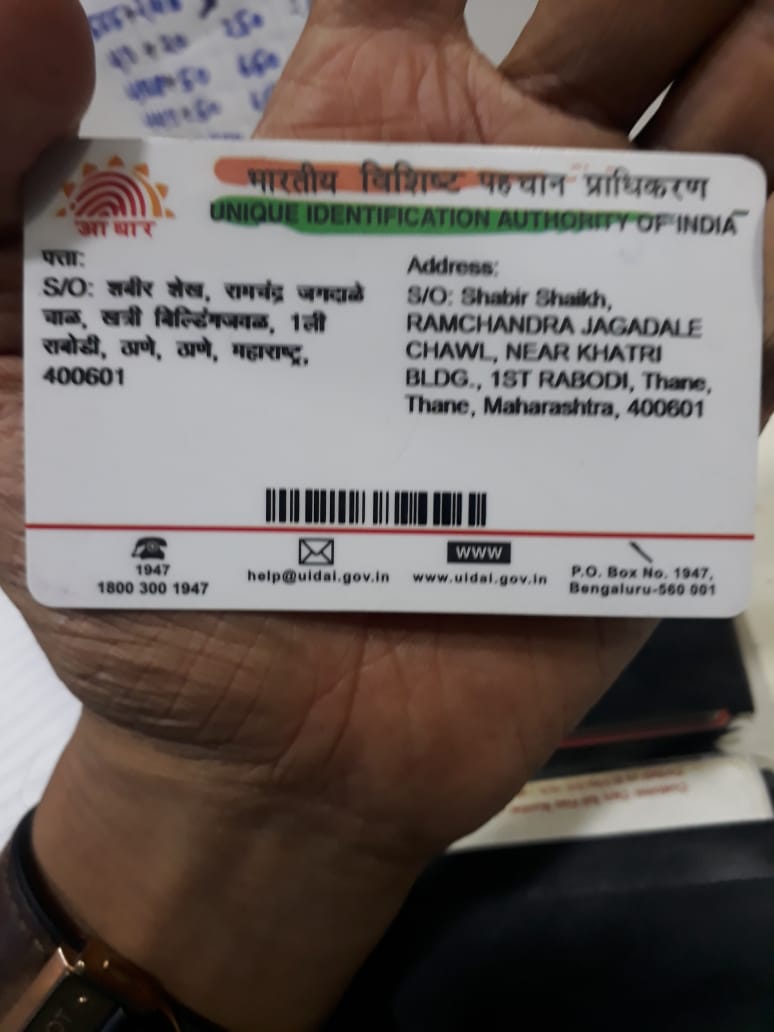 भारतीय विशिष्ट पहचान प्राधिकरण
UNIQUE IDENTIFICATION AUTHORITY OF INDIA
आधार
पत्ता:
S/O: शबीर शेख, रामचंद्र जगदाळे
चाळ, खत्री बिल्डिंगजवळ, 1ली
राबोडी, ठाणे, ठाणे, महाराष्ट्र,
400601
Address:
S/O: Shabir Shaikh,
RAMCHANDRA JAGADALE
CHAWL, NEAR KHATRI
BLDG., 1ST RABODI, Thane,
Thane, Maharashtra, 400601
1947
1800 300 1947
help@uidai.gov.in
WWW
www.uidai.gov.in
P.O. Box No. 1947,
Bengaluru-560 001